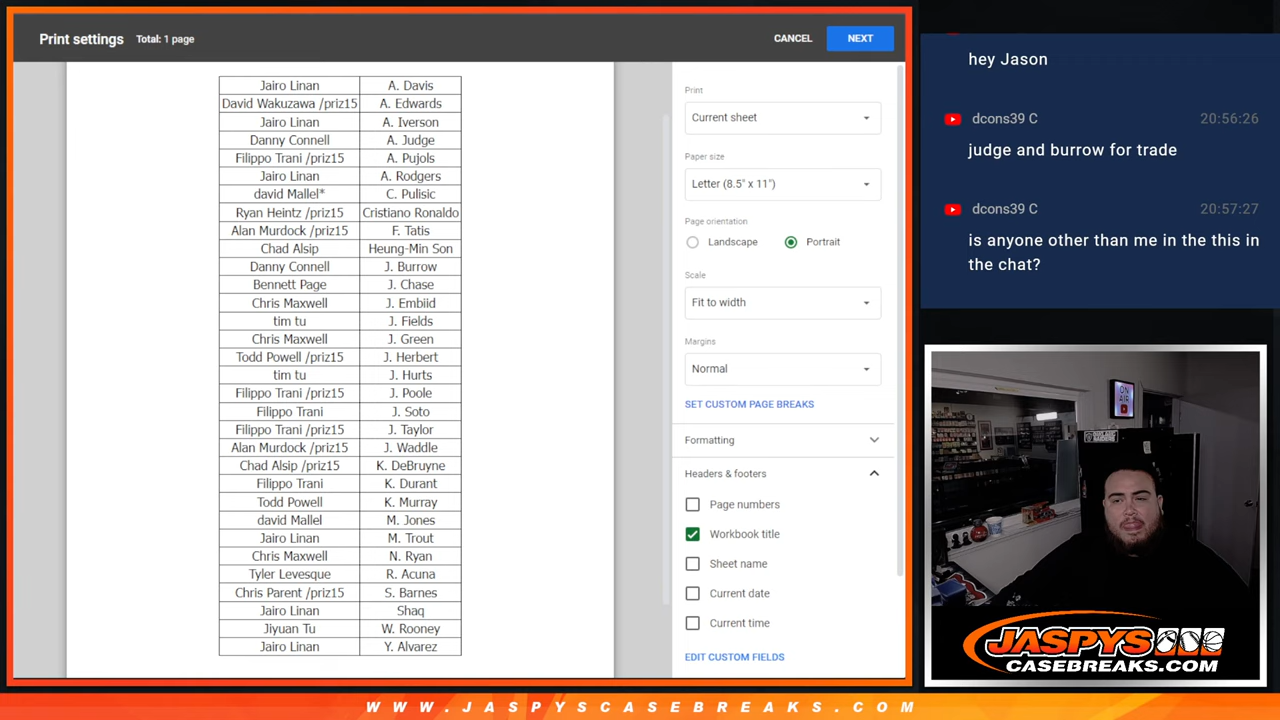 Print settings Total: 1 page CANCEL NEXT
Jairo Linan A. Davis
David Wakuzawa /priz15 A. Edwards
Jairo Linan A. Iverson
Danny Connell A. Judge
Filippo Trani /priz15 A. Pujols
Jairo Linan A. Rodgers
david Mallel* C. Pulisic
Ryan Heintz /priz15 Cristiano Ronaldo
Alan Murdock /priz15 F. Tatis
Chad Alsip Heung-Min Son
Danny Connell J. Burrow
Bennett Page J. Chase
Chris Maxwell J. Embiid
tim tu J. Fields
Chris Maxwell J. Green
Todd Powell /priz15 J. Herbert
tim tu J. Hurts
Filippo Trani /priz15 J. Poole
Filippo Trani J. Soto
Filippo Trani /priz15 J. Taylor
Alan Murdock /priz15 J. Waddle
Chad Alsip /priz15 K. DeBruyne
Filippo Trani K. Durant
Todd Powell K. Murray
david Mallel M. Jones
Jairo Linan M. Trout
Chris Maxwell N. Ryan
Tyler Levesque R. Acuna
Chris Parent /priz15 S. Barnes
Jairo Linan Shaq
Jiyuan Tu W. Rooney
Jairo Linan Y. Alvarez
Print
Current sheet
Paper size
Letter (8.5" x 11")
Page orientation
Landscape Portrait
Scale
Fit to width
Margins
Normal
SET CUSTOM PAGE BREAKS
Formatting
Headers & footers
Page numbers
Workbook title
Sheet name
Current date
Current time
EDIT CUSTOM FIELDS
hey Jason
dcons39 C 20:56:26
judge and burrow for trade
dcons39 C 20:57:27
is anyone other than me in the this in
the chat?
ON
AIR
JASPYS
CASEBREAKS.COM
WWW.JASPYSCASEBREAKS.COM